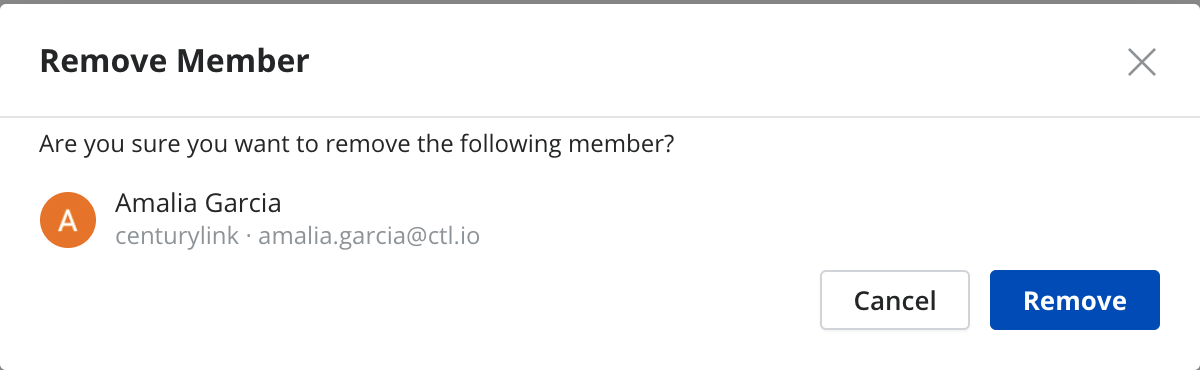 Remove Member
Are you sure you want to remove the following member?
A
Amalia Garcia
centurylink · amalia.garcia@ctl.io
Cancel
Remove